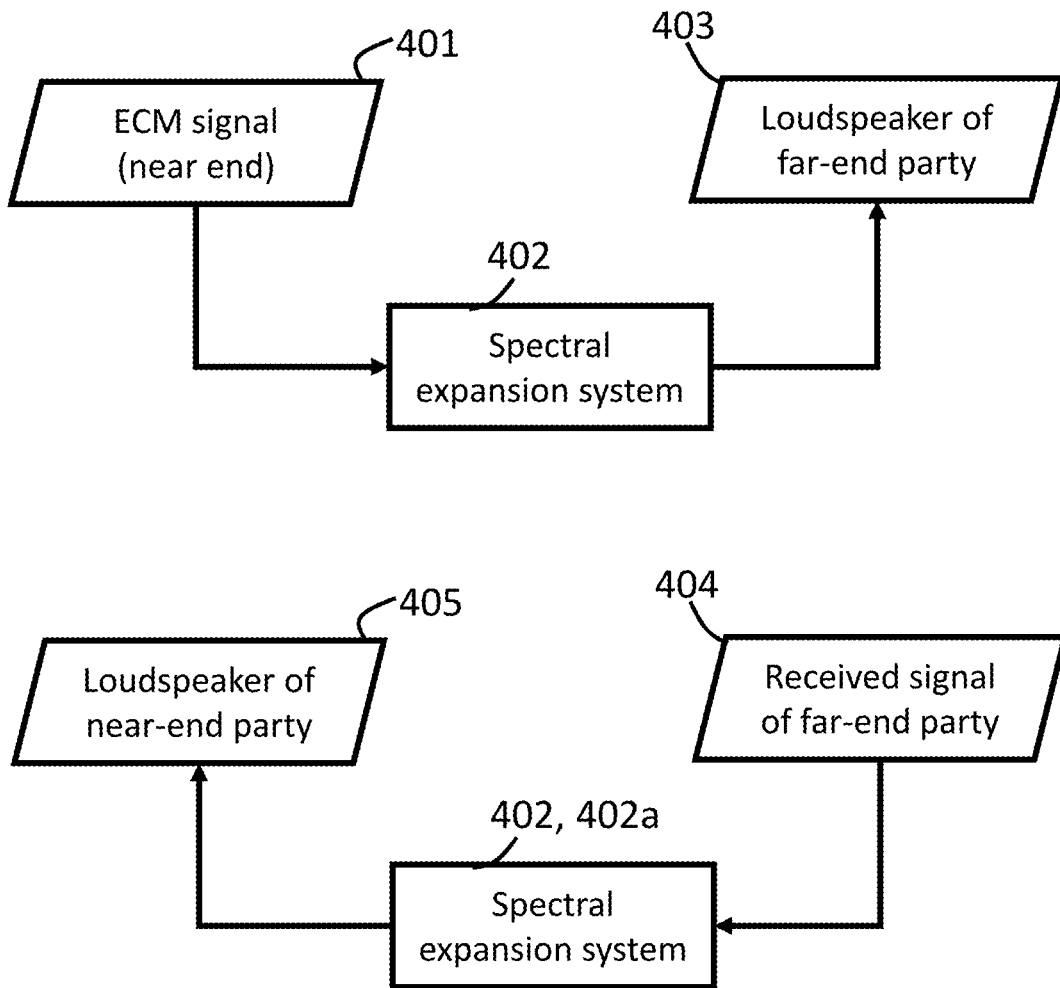 401
ECM signal
(near end)
403
Loudspeaker of
far-end party
402
Spectral
expansion system
405
Loudspeaker of
near-end party
404
Received signal
of far-end party
402, 402a
Spectral
expansion system